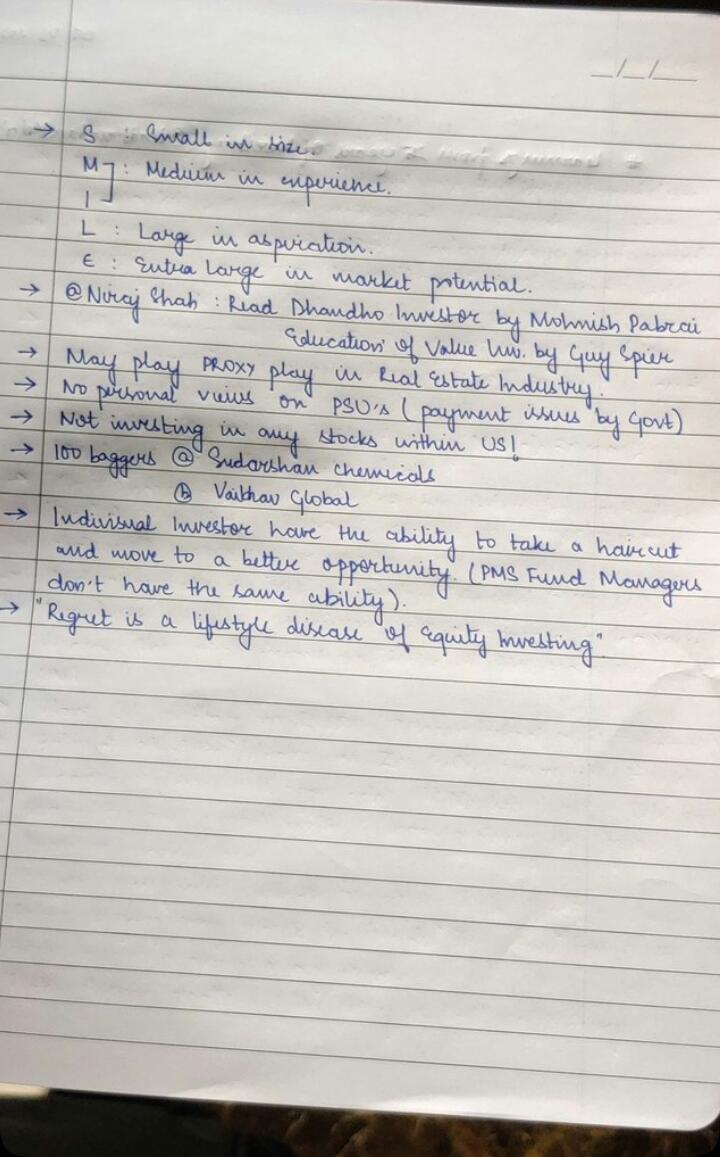 _/_/_
→ S : Small in size.
M ] : Medium in experience.
I
L : Large in aspiration.
E : Extra Large in market potential.
→ @Niraj Shah : Read Dhandho Investor by Mohnish Pabrai
Education of Value Inv. by Guy Spier
→ May play PROXY play in Real Estate Industry.
→ No personal views on PSU's (payment issues by Govt)
→ Not investing in any stocks within US!
→ 100 baggers ⓐ Sudarshan Chemicals
ⓑ Vaibhav Global
→ Indivisual Investor have the ability to take a haircut
and move to a better opportunity. (PMS Fund Managers
don't have the same ability).
→ "Regret is a lifestyle disease of Equity Investing"